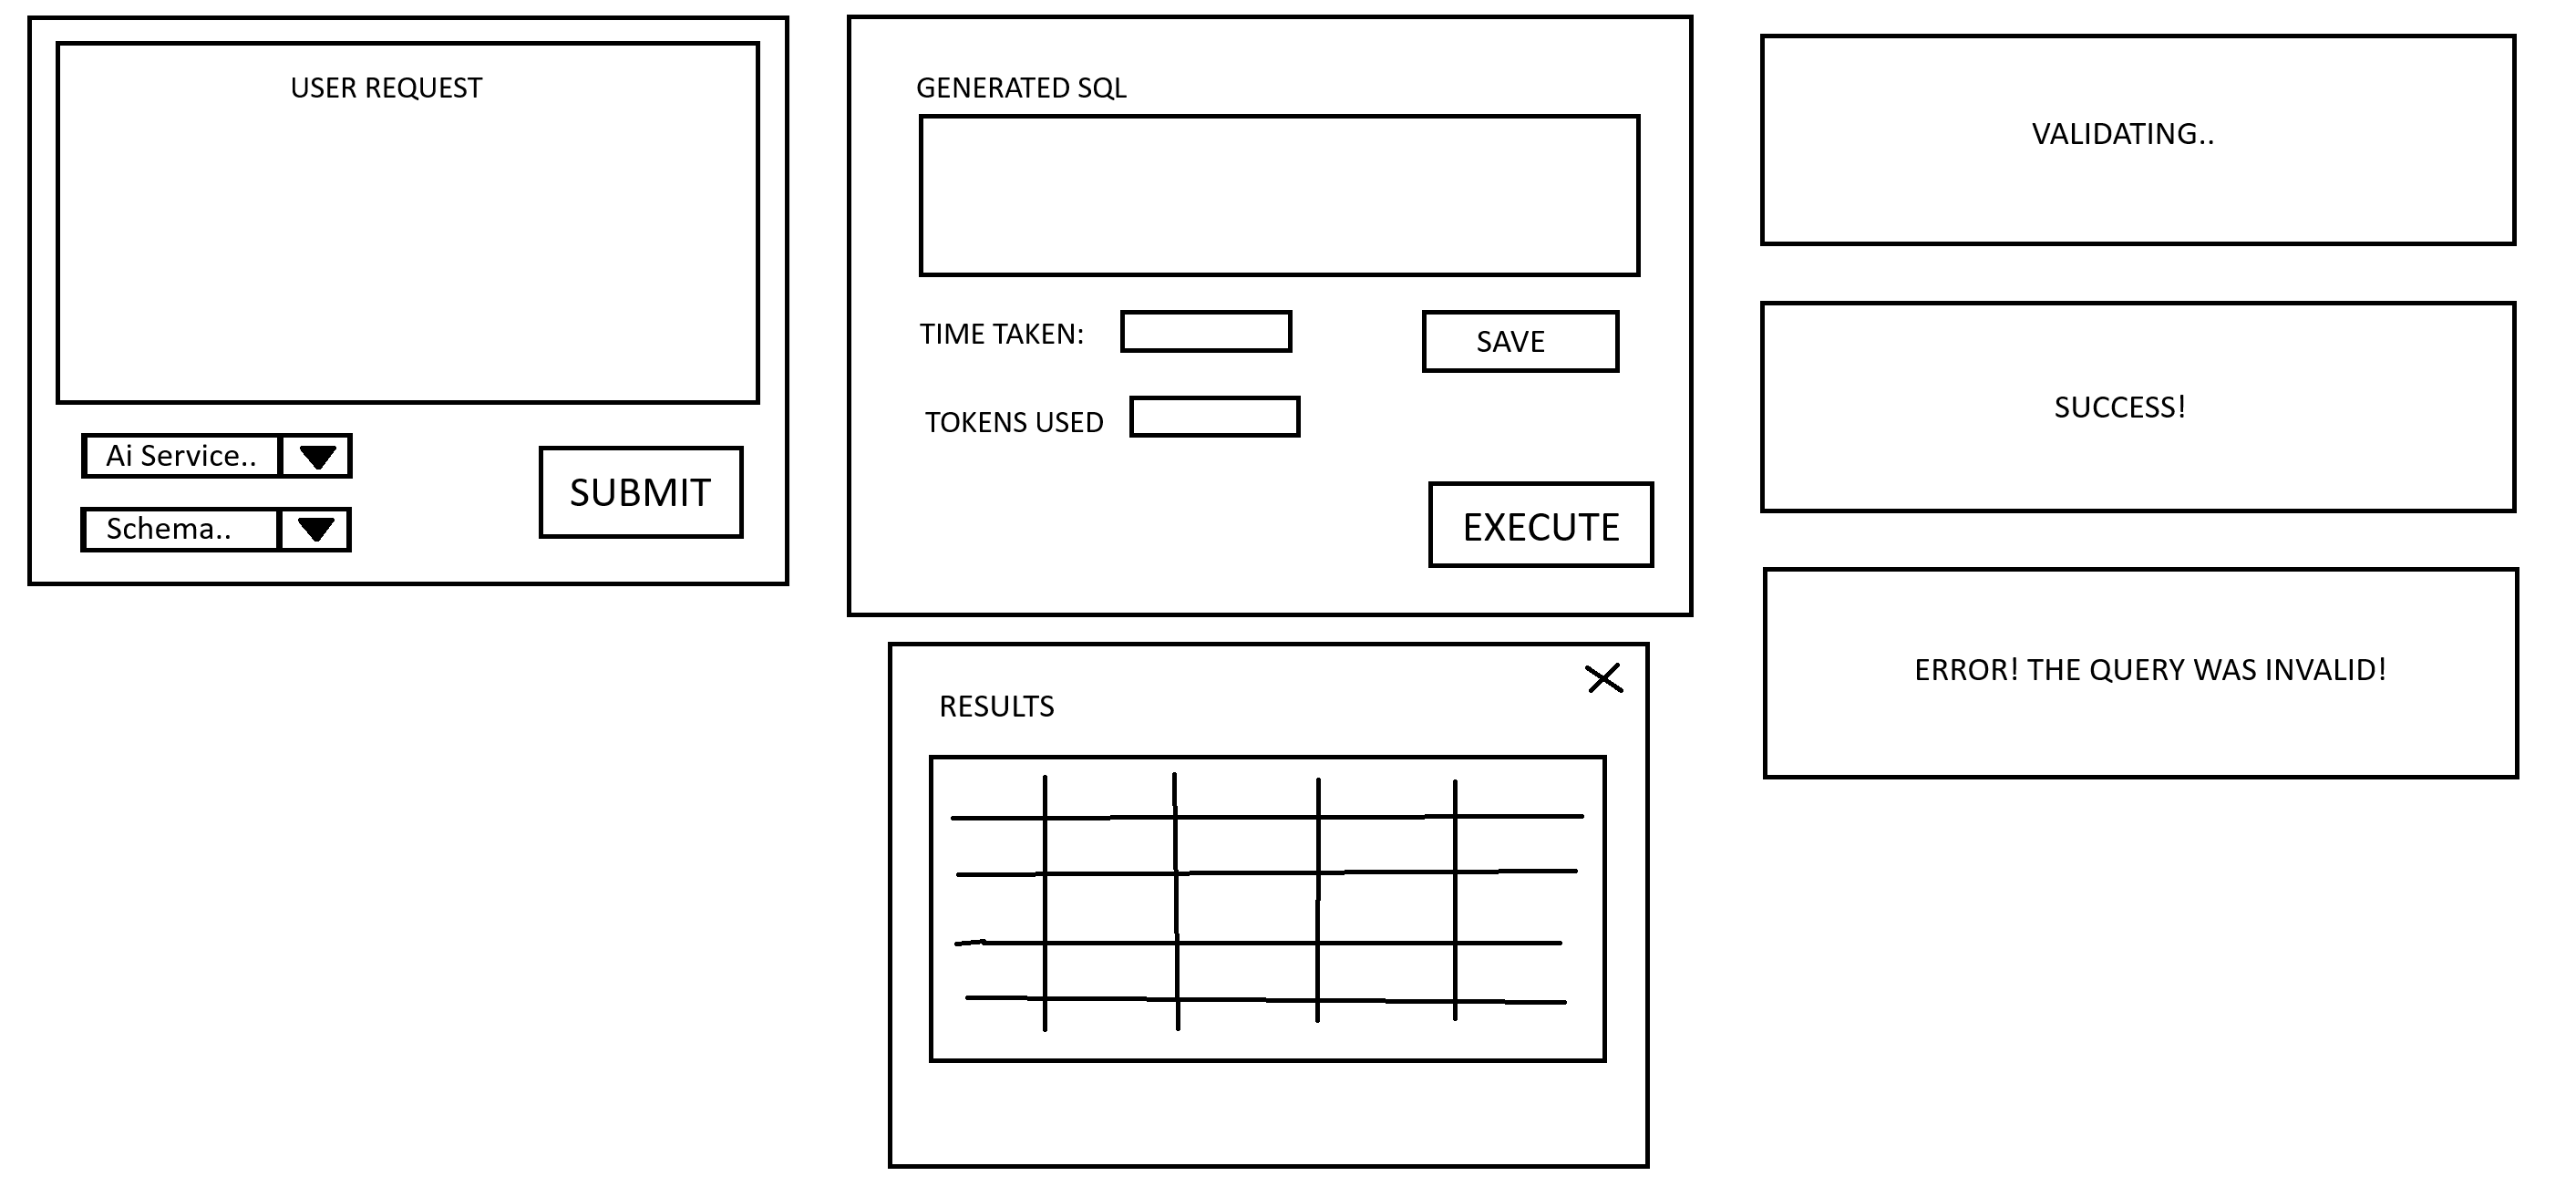 USER REQUEST
Ai Service..
Schema..
SUBMIT
GENERATED SQL
TIME TAKEN:
SAVE
TOKENS USED
EXECUTE
RESULTS
VALIDATING..
SUCCESS!
ERROR! THE QUERY WAS INVALID!